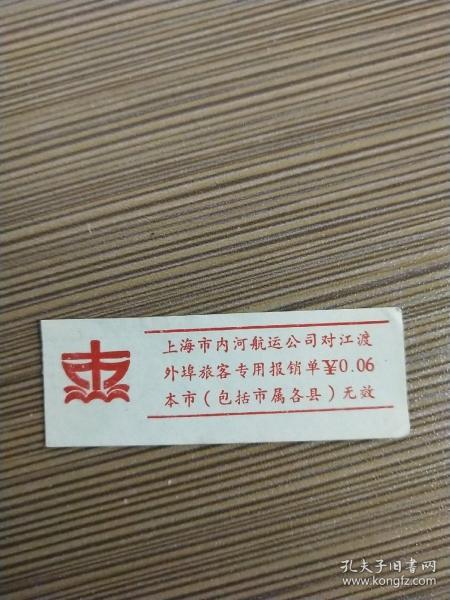 上海市内河航运公司对江渡
外埠旅客专用报销单¥0.06
本市(包括市属各县)无效
孔夫子旧书网
www.kongfz.com